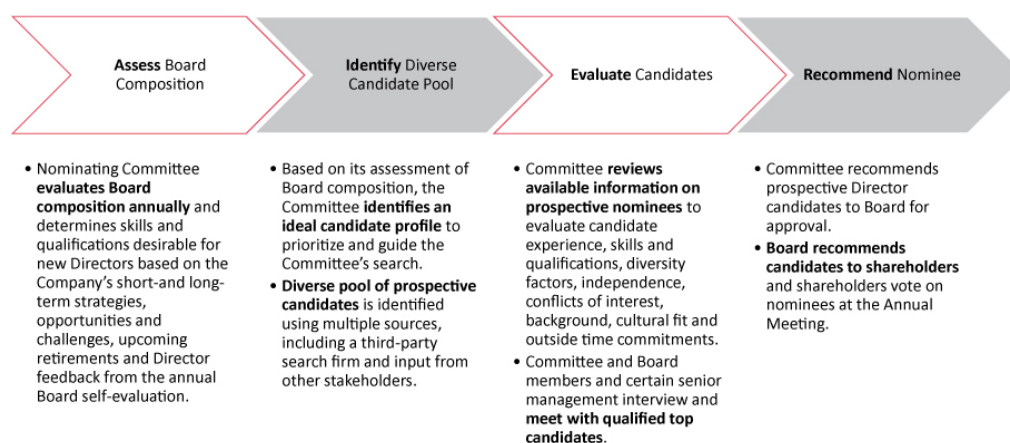 Assess Board
Composition
Identify Diverse
Candidate Pool
Evaluate Candidates
Recommend Nominee
• Nominating Committee
evaluates Board
composition annually and
determines skills and
qualifications desirable for
new Directors based on the
Company's short-and long-
term strategies,
opportunities and
challenges, upcoming
retirements and Director
feedback from the annual
Board self-evaluation.
• Based on its assessment of
Board composition, the
Committee identifies an
ideal candidate profile to
prioritize and guide the
Committee's search.
• Diverse pool of prospective
candidates is identified
using multiple sources,
including a third-party
search firm and input from
other stakeholders.
• Committee reviews
available information on
prospective nominees to
evaluate candidate
experience, skills and
qualifications, diversity
factors, independence,
conflicts of interest,
background, cultural fit and
outside time commitments.
• Committee and Board
members and certain senior
management interview and
meet with qualified top
candidates.
• Committee recommends
prospective Director
candidates to Board for
approval.
• Board recommends
candidates to shareholders
and shareholders vote on
nominees at the Annual
Meeting.